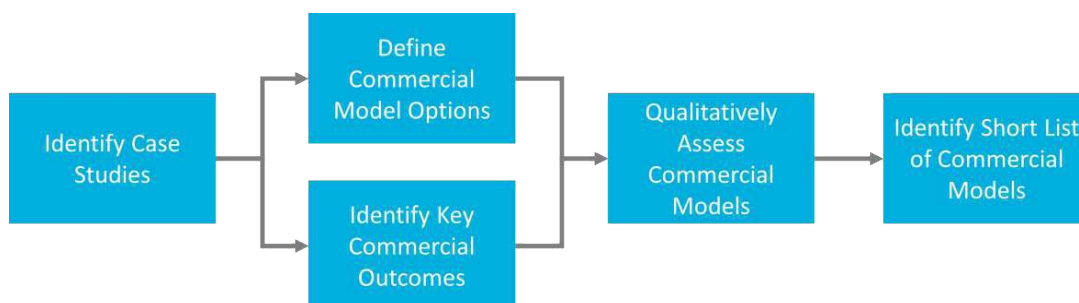 Identify Case
Studies
Define
Commercial
Model Options
Identify Key
Commercial
Outcomes
Qualitatively
Assess
Commercial
Models
Identify Short List
of Commercial
Models